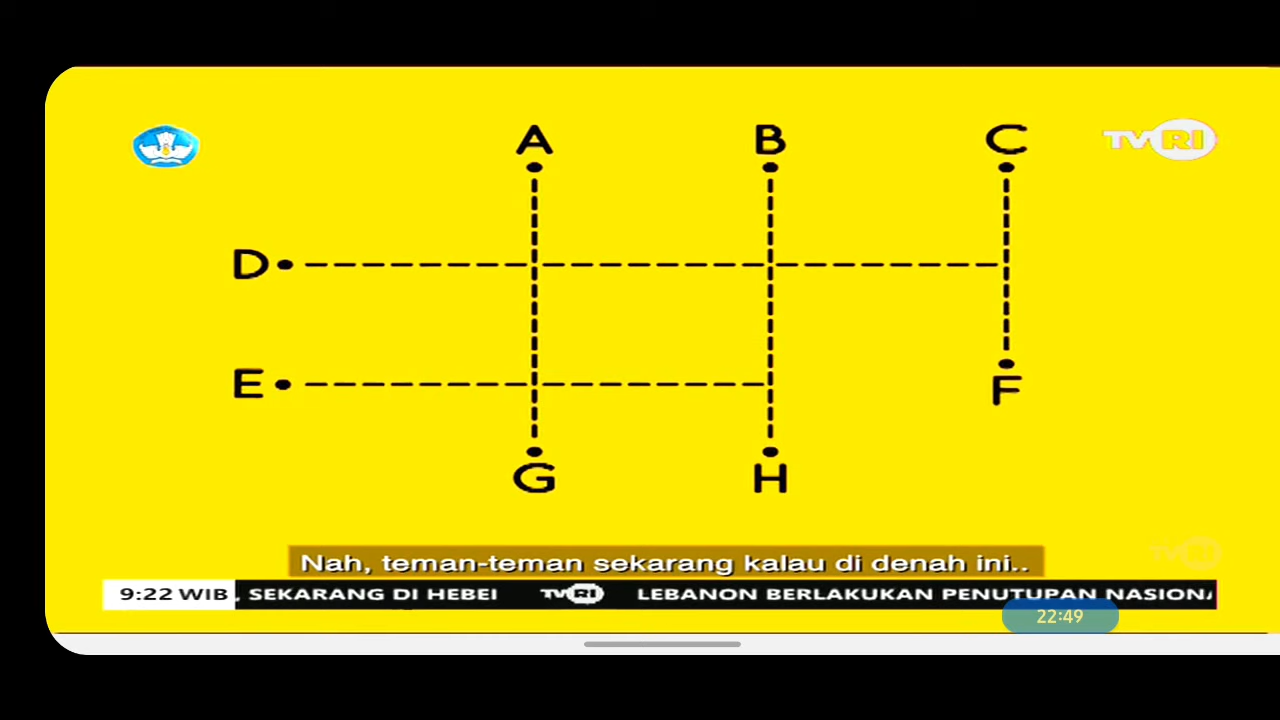 A B C
TVRI
D
E
F
G H
Nah, teman-teman sekarang kalau di denah ini..
9:22 WIB . SEKARANG DI HEBEI TVRI LEBANON BERLAKUKAN PENUTUPAN NASION
22:49